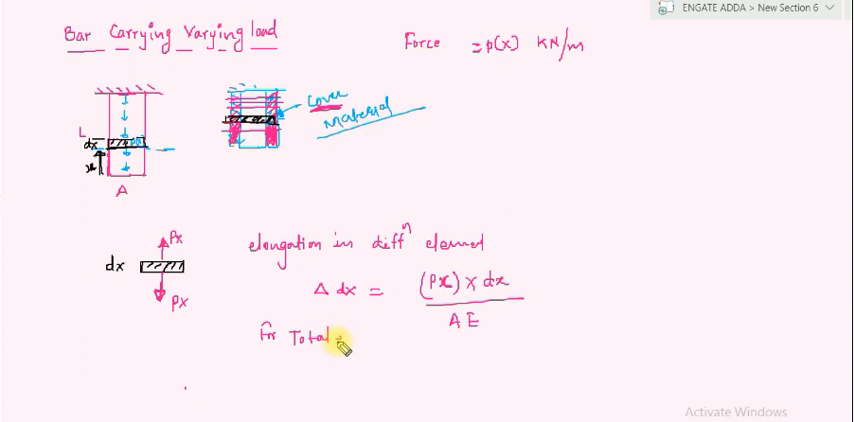 ENGATE ADDA > New Section 6
Bar Carrying Varying load
Force = p(x) KN/m
Cover
Material
L
dx
x
A
Px
dx
Px
elongation in diffⁿ element
Δ dx = (Px) × dx
AE
For Total
Activate Windows